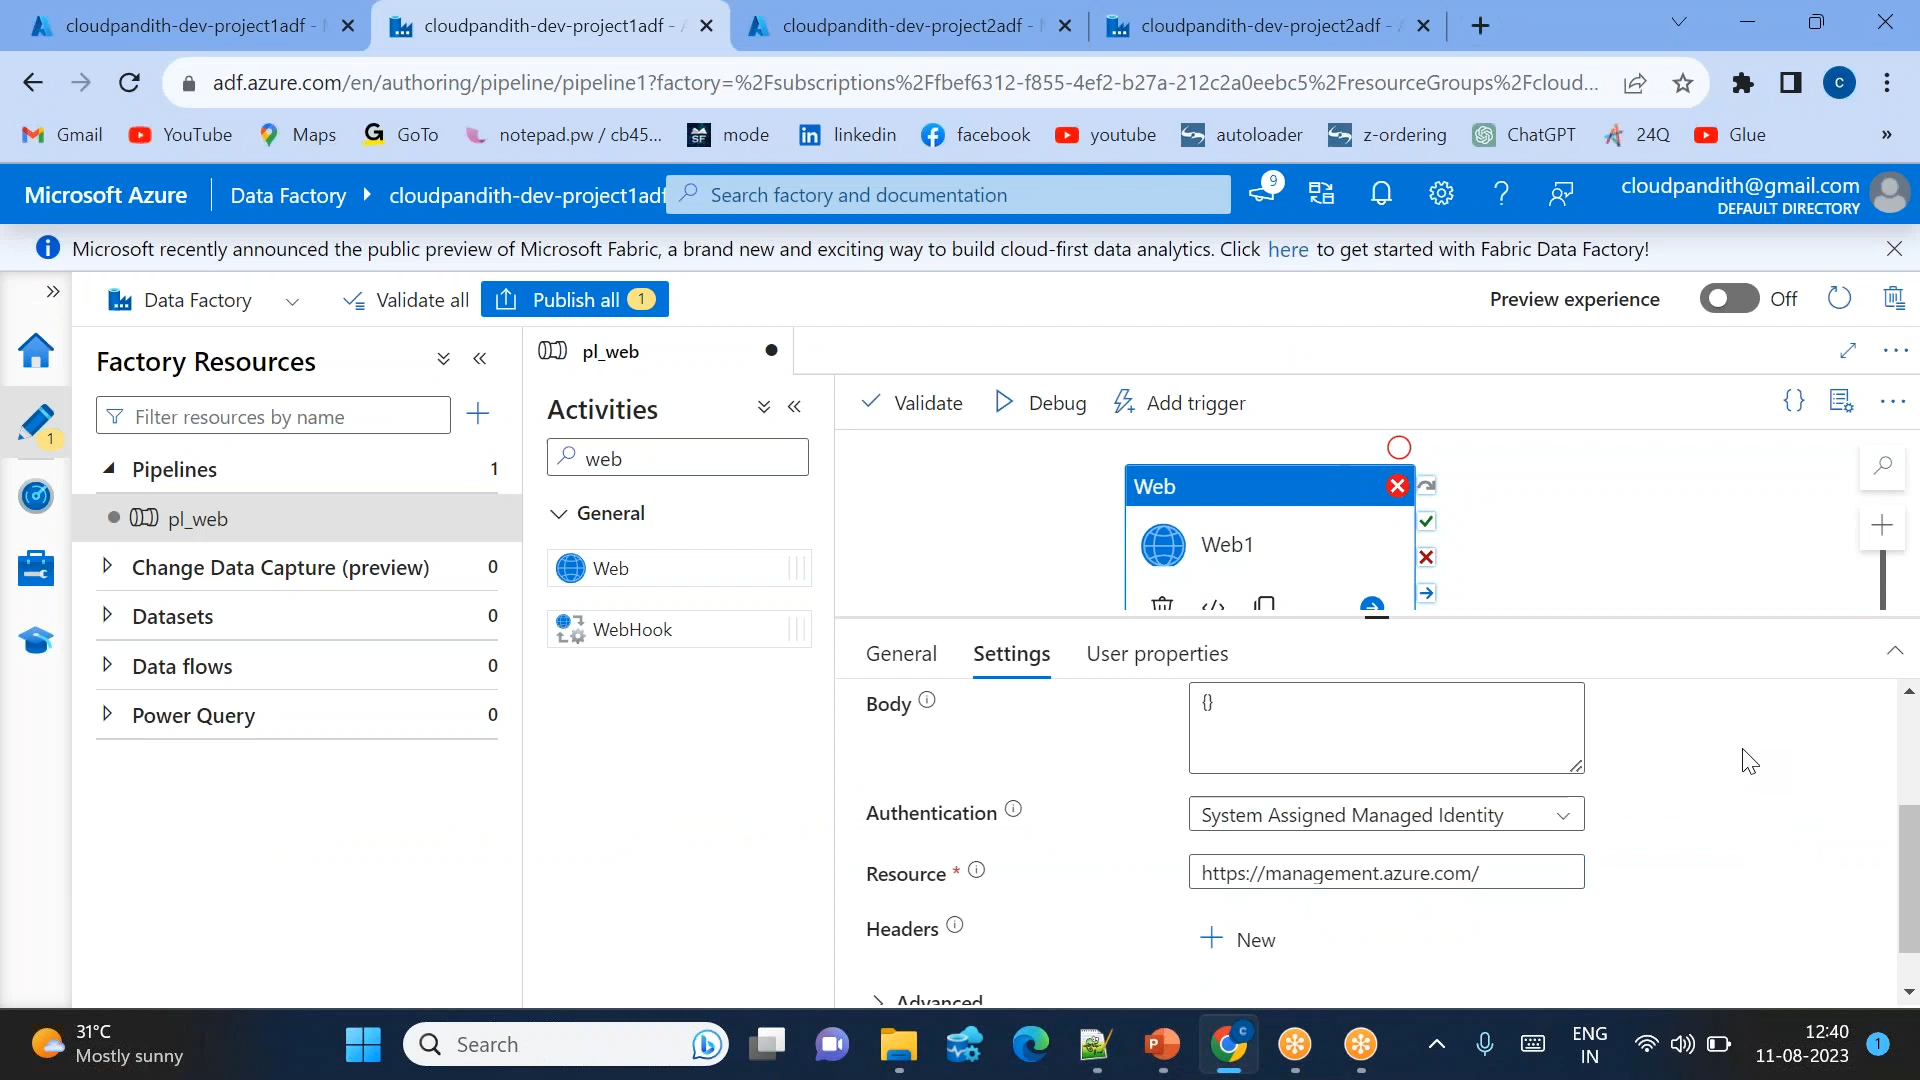 cloudpandith-dev-project1adf -
cloudpandith-dev-project1adf -
cloudpandith-dev-project2adf -
cloudpandith-dev-project2adf -
adf.azure.com/en/authoring/pipeline/pipeline1?factory=%2Fsubscriptions%2Ffbef6312-f855-4ef2-b27a-212c2a0eebc5%2FresourceGroups%2Fcloud...
c
Gmail
YouTube
Maps
GoTo
notepad.pw / cb45...
mode
linkedin
facebook
youtube
autoloader
z-ordering
ChatGPT
24Q
Glue
»
Microsoft Azure
Data Factory
cloudpandith-dev-project1adf
Search factory and documentation
9
cloudpandith@gmail.com
DEFAULT DIRECTORY
Microsoft recently announced the public preview of Microsoft Fabric, a brand new and exciting way to build cloud-first data analytics. Click here to get started with Fabric Data Factory!
Data Factory
Validate all
Publish all 1
Preview experience
Off
1
Factory Resources
Filter resources by name
Pipelines 1
pl_web
Change Data Capture (preview) 0
Datasets 0
Data flows 0
Power Query 0
pl_web
Activities
web
General
Web
WebHook
Validate
Debug
Add trigger
Web
Web1
General
Settings
User properties
Body
{}
Authentication
System Assigned Managed Identity
Resource *
https://management.azure.com/
Headers
New
Advanced
31°C
Mostly sunny
Search
ENG
IN
12:40
11-08-2023
1